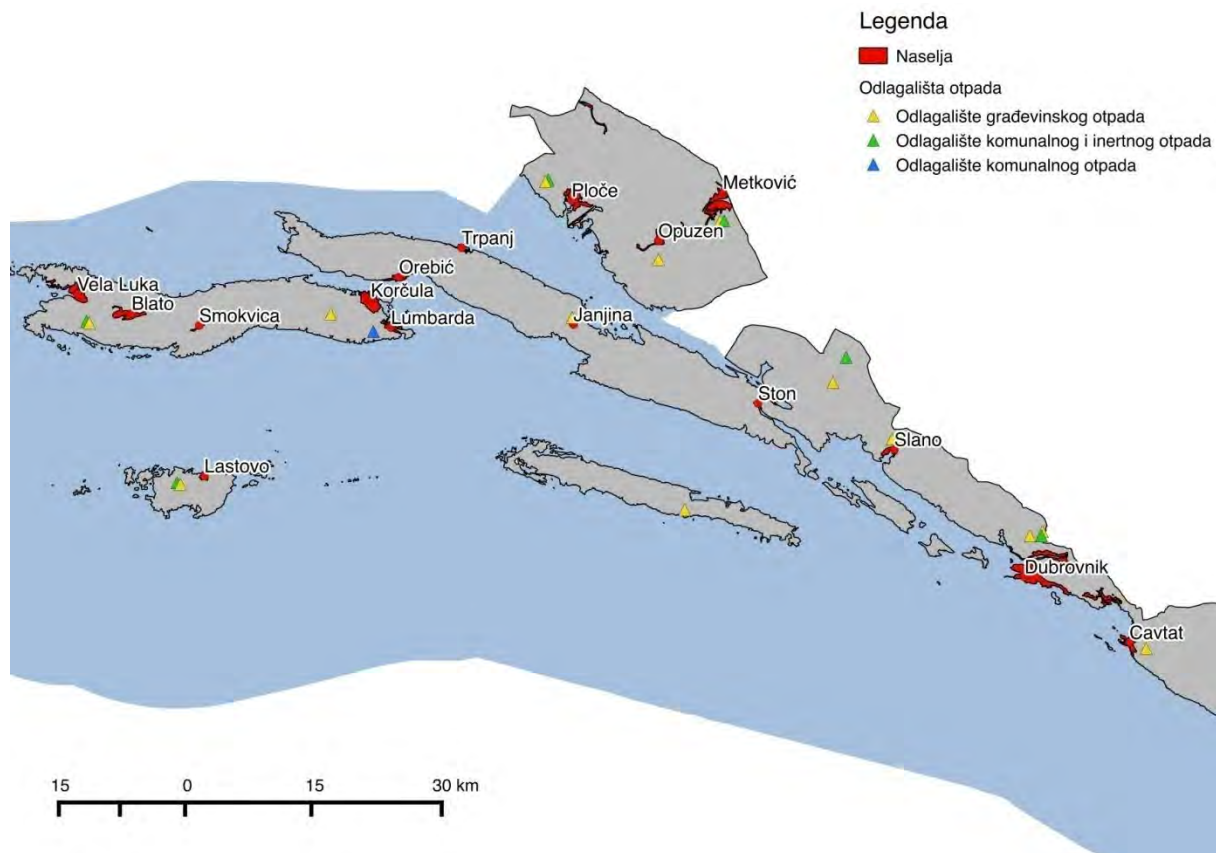 Legenda
Naselja
Odlagališta otpada
Odlagalište građevinskog otpada
Odlagalište komunalnog i inertnog otpada
Odlagalište komunalnog otpada
Metković
Ploče
Opuzen
Trpanj
Orebić
Vela Luka
Korčula
Blato
Smokvica
Lumbarda
Janjina
Ston
Slano
Lastovo
Dubrovnik
Cavtat
15 0 15 30 km